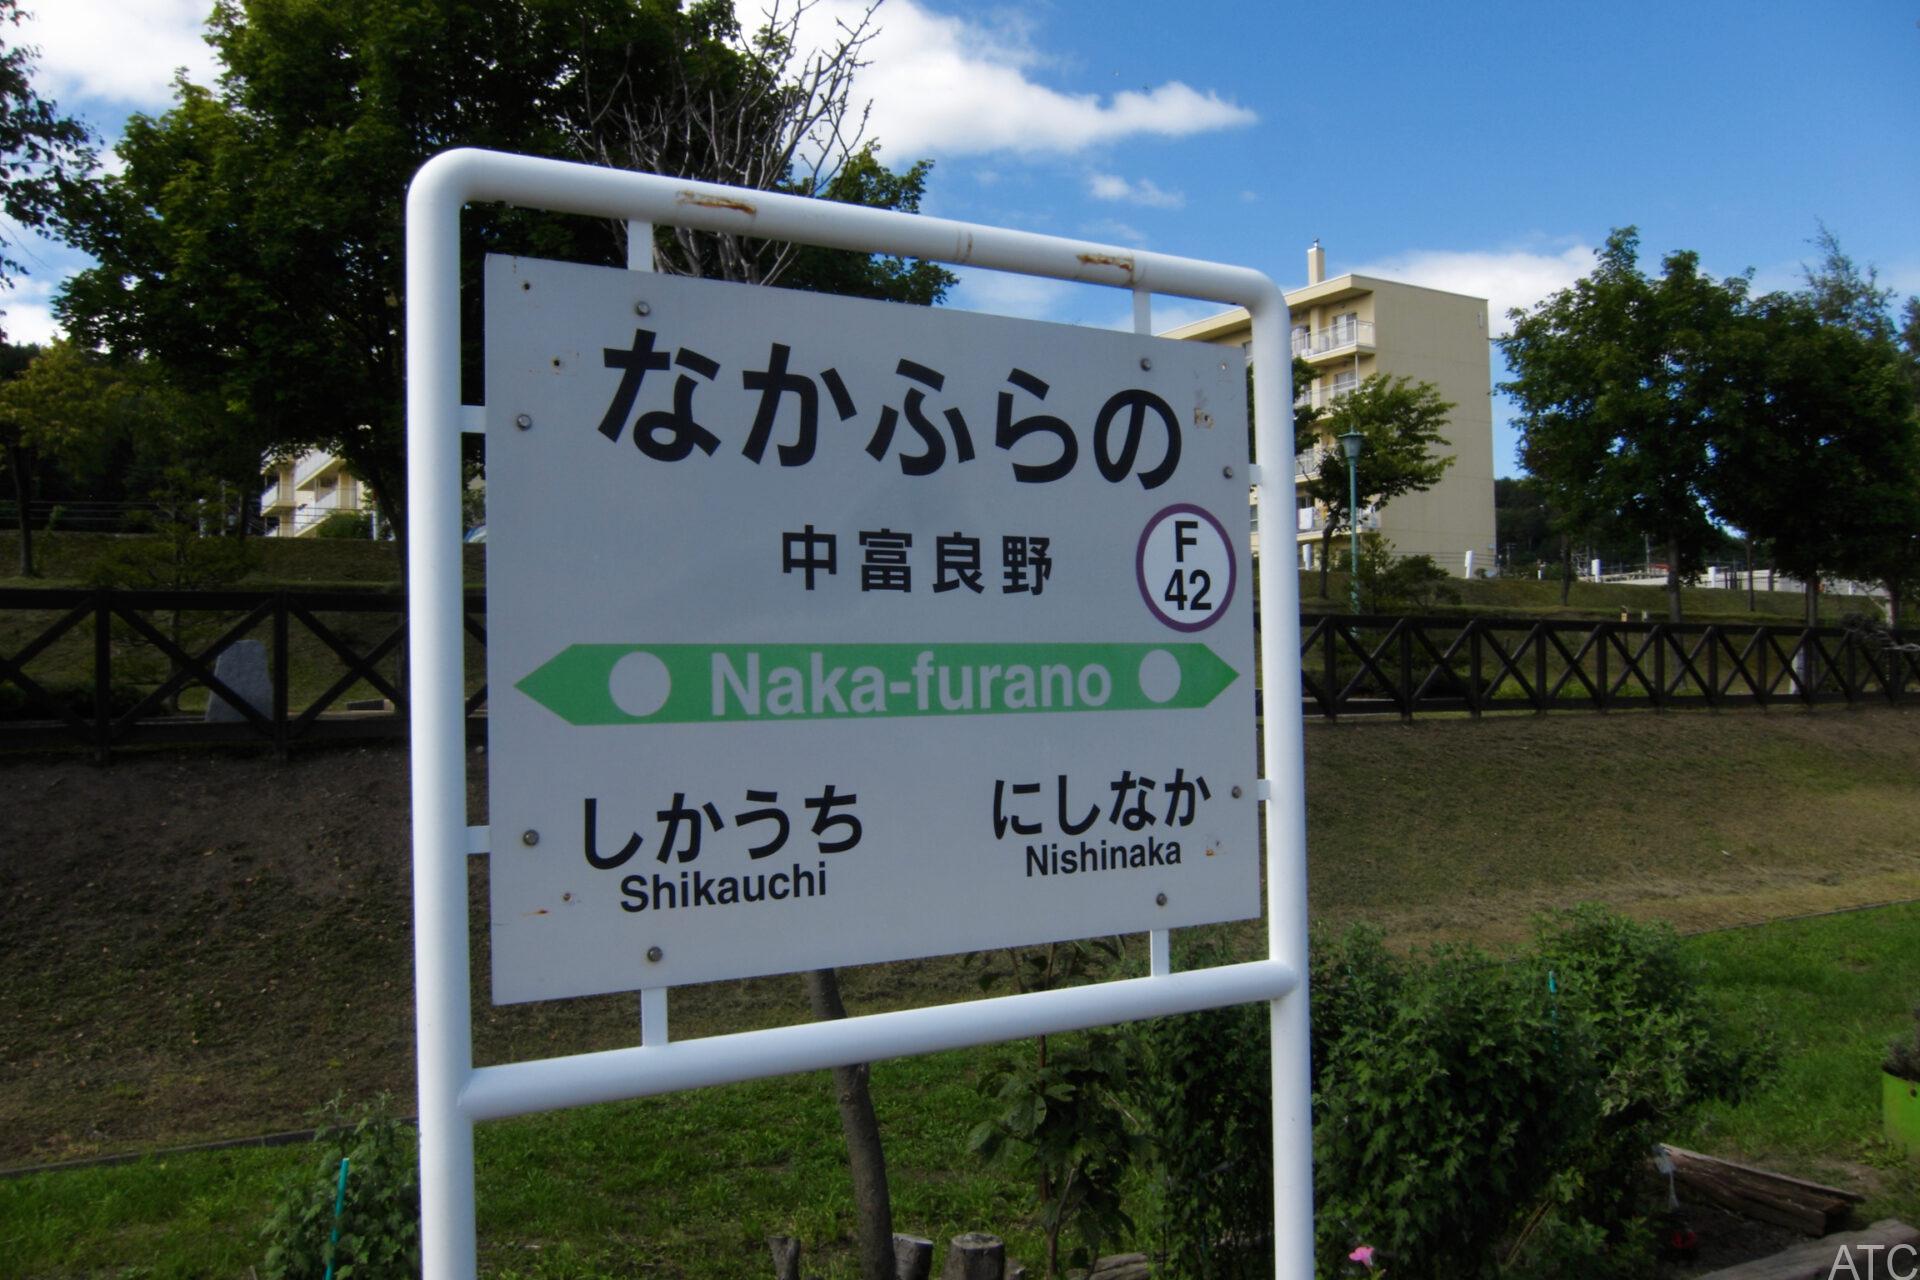 なかふらの
中富良野
F
42
Naka-furano
しかうち
Shikauchi
にしなか
Nishinaka
ATC